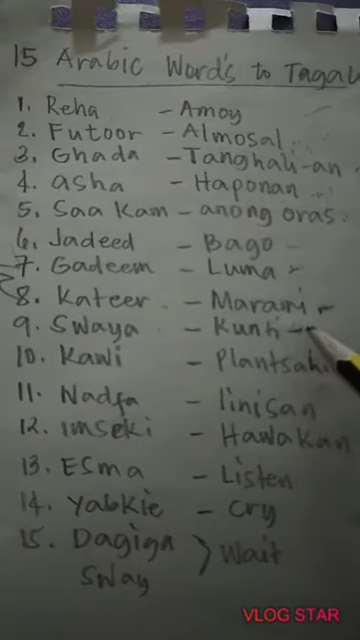 15 Arabic Word's to Tagal
1. Reha - Amoy
2. Futoor - Almosal
3. Ghada - Tanghali-an
4. asha - Haponan
5. Saa Kam - anong oras
6. Jadeed - Bago
7. Gadeem - Luma
8. Kateer - Marami
9. Swaya - Kunti
10. Kawi - Plantsahi
11. Nadfa - linisan
12. imseki - Hawakan
13. Esma - Listen
14. Yabkie - cry
15. Dagiga } Wait
Sway
VLOG STAR